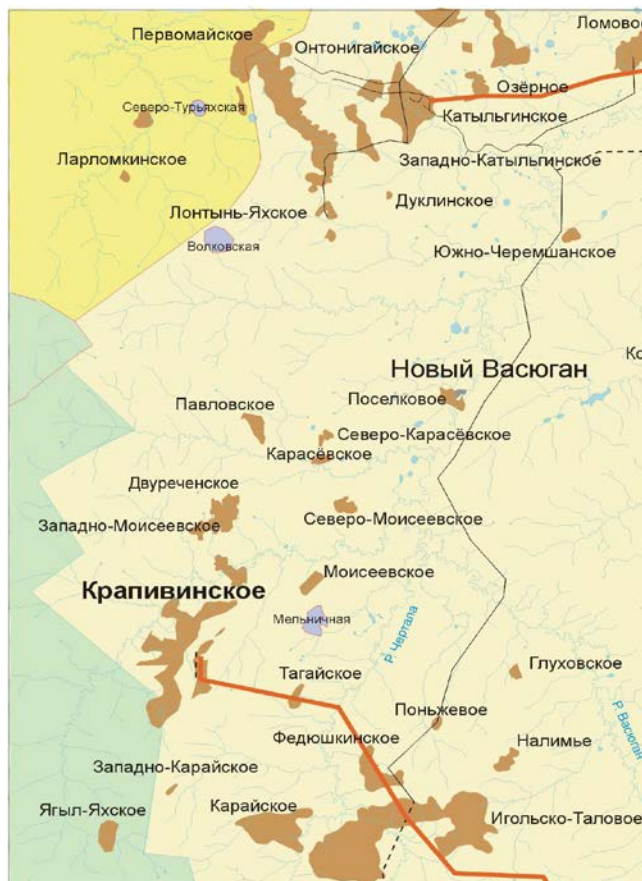 Ломовое
Первомайское
Онтонигайское
Озёрное
Северо-Турьяхская
Катыльгинское
Ларломкинское
Западно-Катыльгинское
Дуклинское
Лонтынь-Яхское
Волковская
Южно-Черемшанское
Ко
Новый Васюган
Павловское
Поселковое
Северо-Карасёвское
Карасёвское
Двуреченское
Западно-Моисеевское
Северо-Моисеевское
Моисеевское
Крапивинское
Мельничная
Р. Чертала
Тагайское
Глуховское
Р. Васюган
Поньжевое
Федюшкинское
Налимье
Западно-Карайское
Ягыл-Яхское
Карайское
Игольско-Таловое